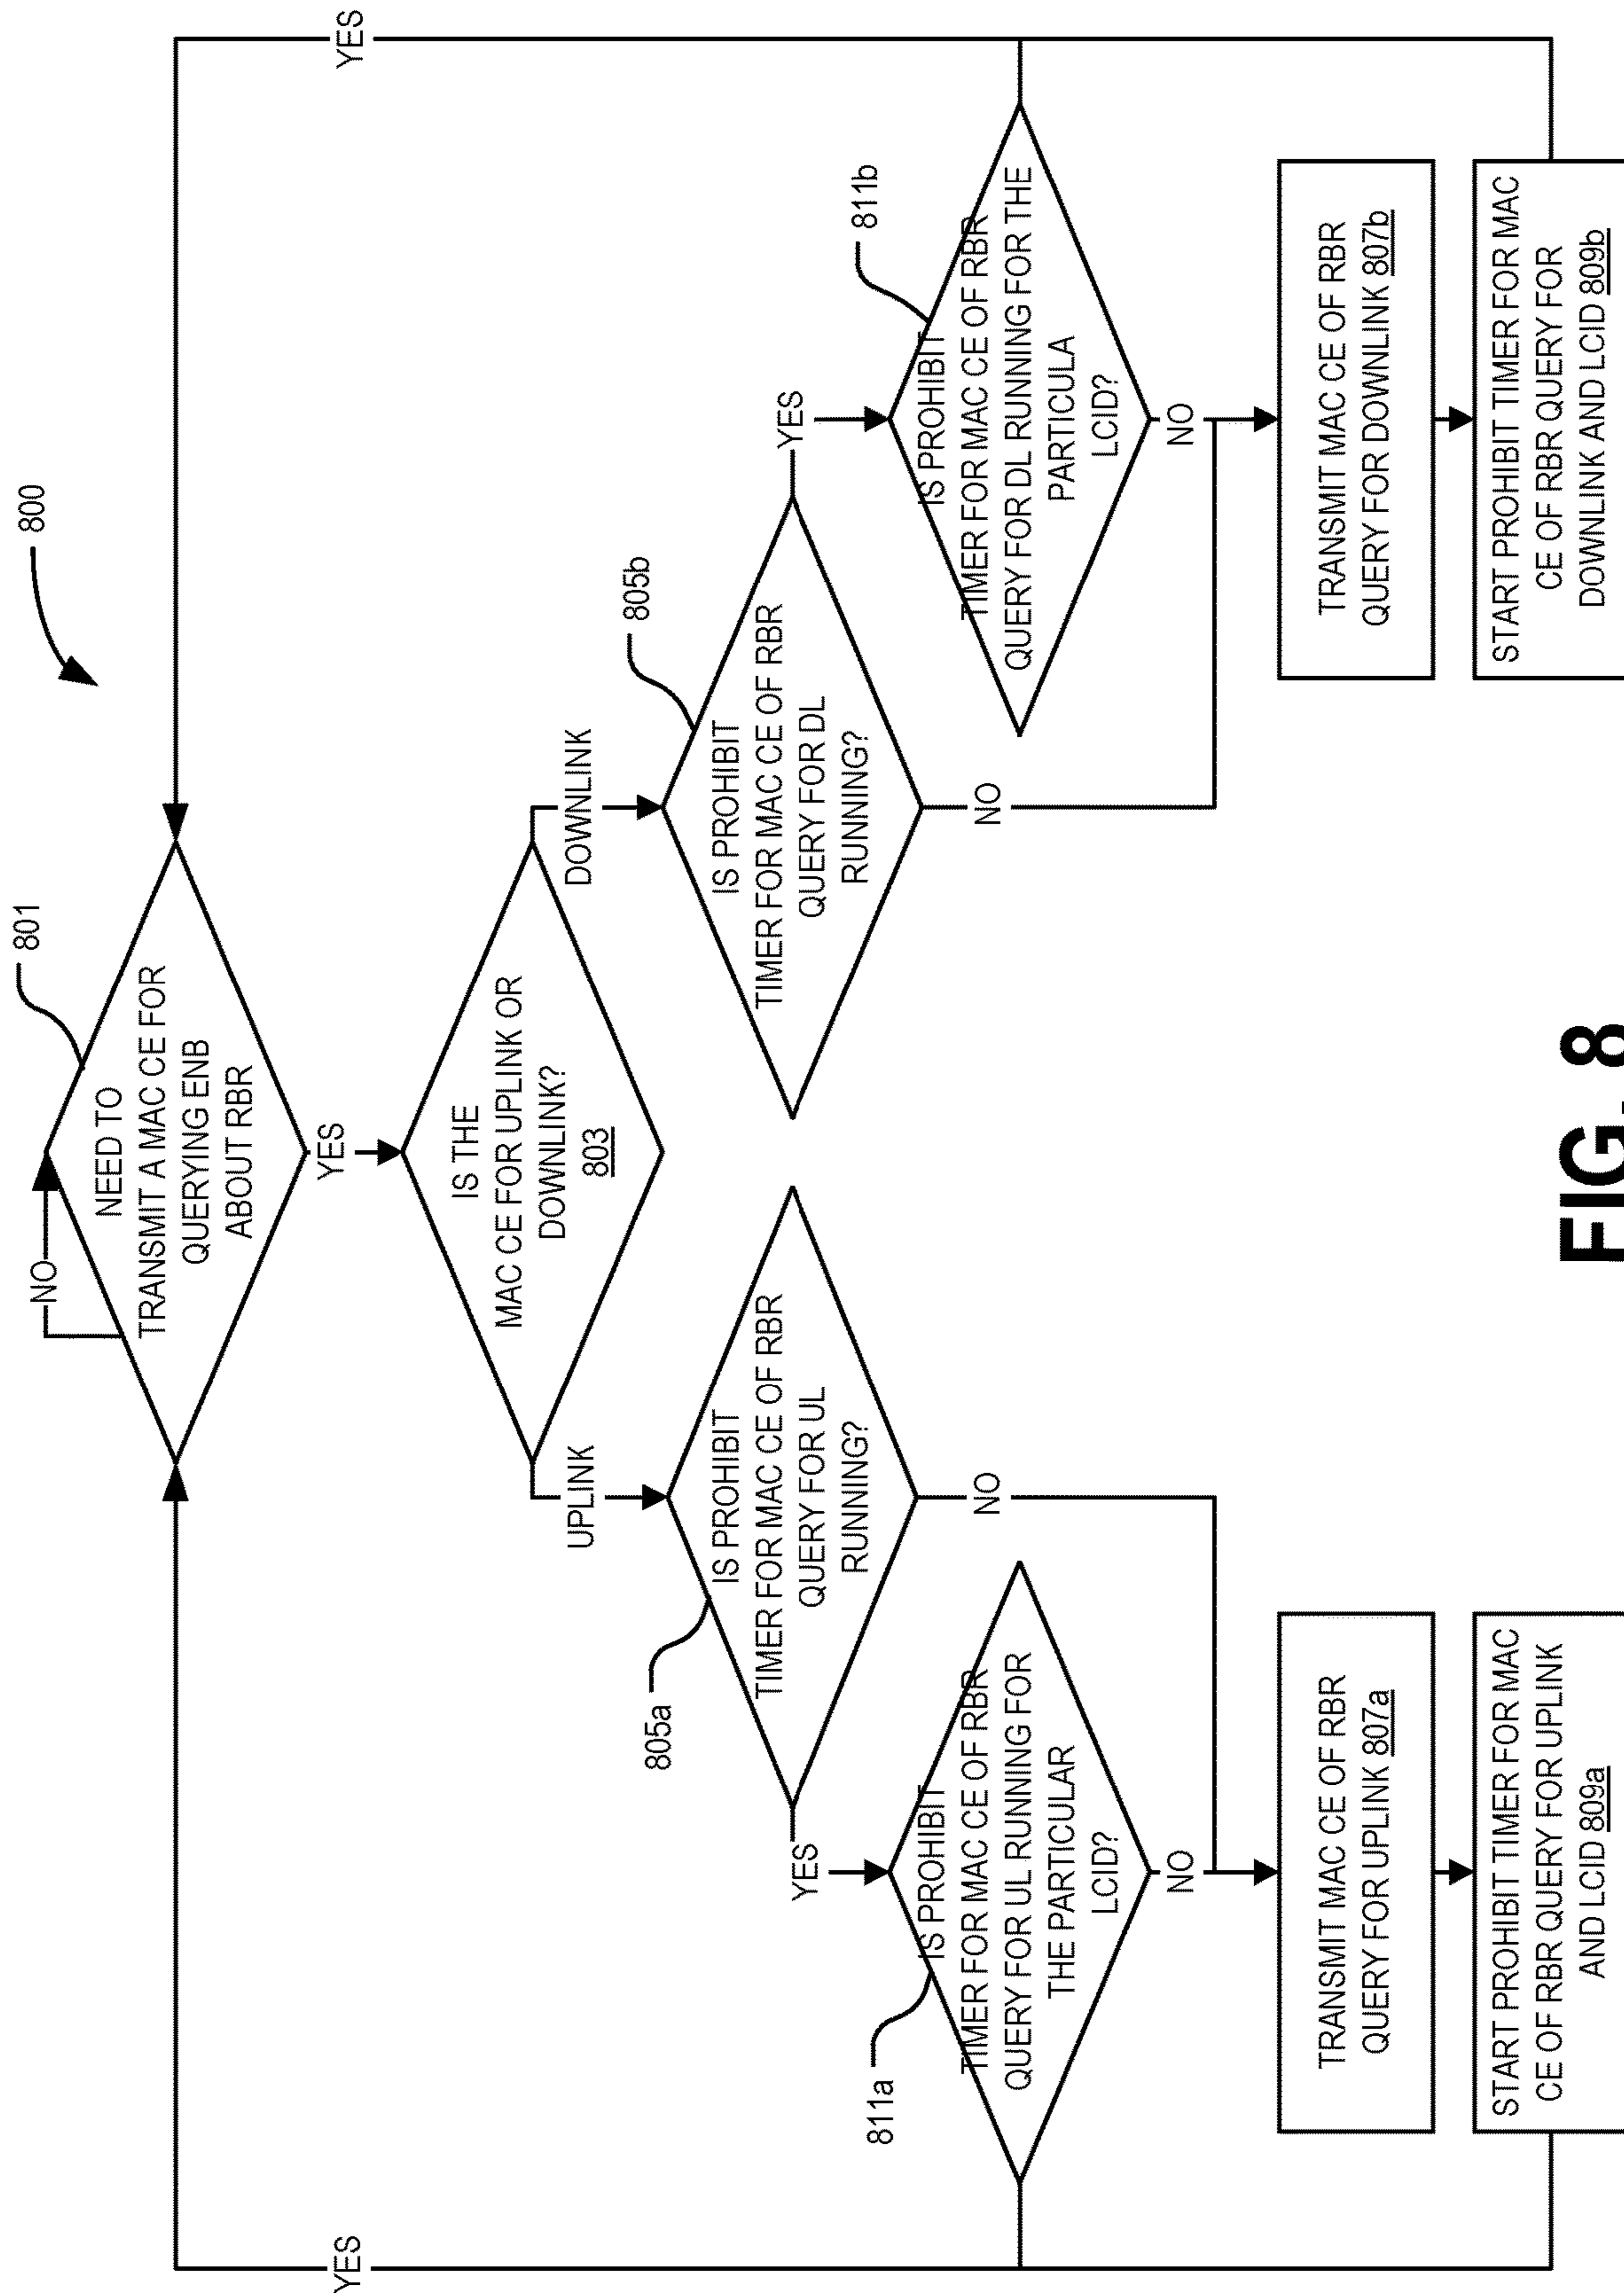 800
801
NEED TO
TRANSMIT A MAC CE FOR
QUERYING ENB
ABOUT RBR
NO
YES
YES
YES
IS THE
MAC CE FOR UPLINK OR
DOWNLINK?
803
UPLINK
DOWNLINK
805a
IS PROHIBIT
TIMER FOR MAC CE OF RBR
QUERY FOR UL
RUNNING?
805b
IS PROHIBIT
TIMER FOR MAC CE OF RBR
QUERY FOR DL
RUNNING?
YES
NO
NO
YES
811a
IS PROHIBIT
TIMER FOR MAC CE OF RBR
QUERY FOR UL RUNNING FOR
THE PARTICULAR
LCID?
811b
IS PROHIBIT
TIMER FOR MAC CE OF RBR
QUERY FOR DL RUNNING FOR THE
PARTICULA
LCID?
NO
NO
TRANSMIT MAC CE OF RBR
QUERY FOR UPLINK 807a
TRANSMIT MAC CE OF RBR
QUERY FOR DOWNLINK 807b
START PROHIBIT TIMER FOR MAC
CE OF RBR QUERY FOR UPLINK
AND LCID 809a
START PROHIBIT TIMER FOR MAC
CE OF RBR QUERY FOR
DOWNLINK AND LCID 809b
FIG. 8